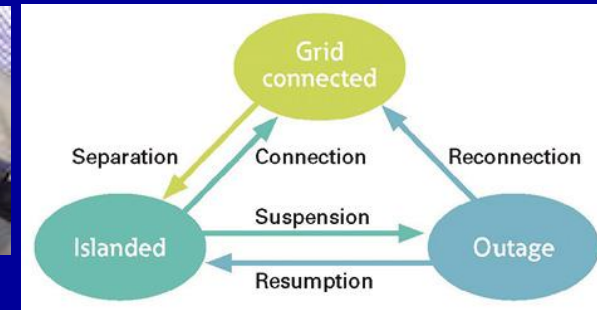 Grid
connected
Separation
Connection
Reconnection
Suspension
Islanded
Outage
Resumption